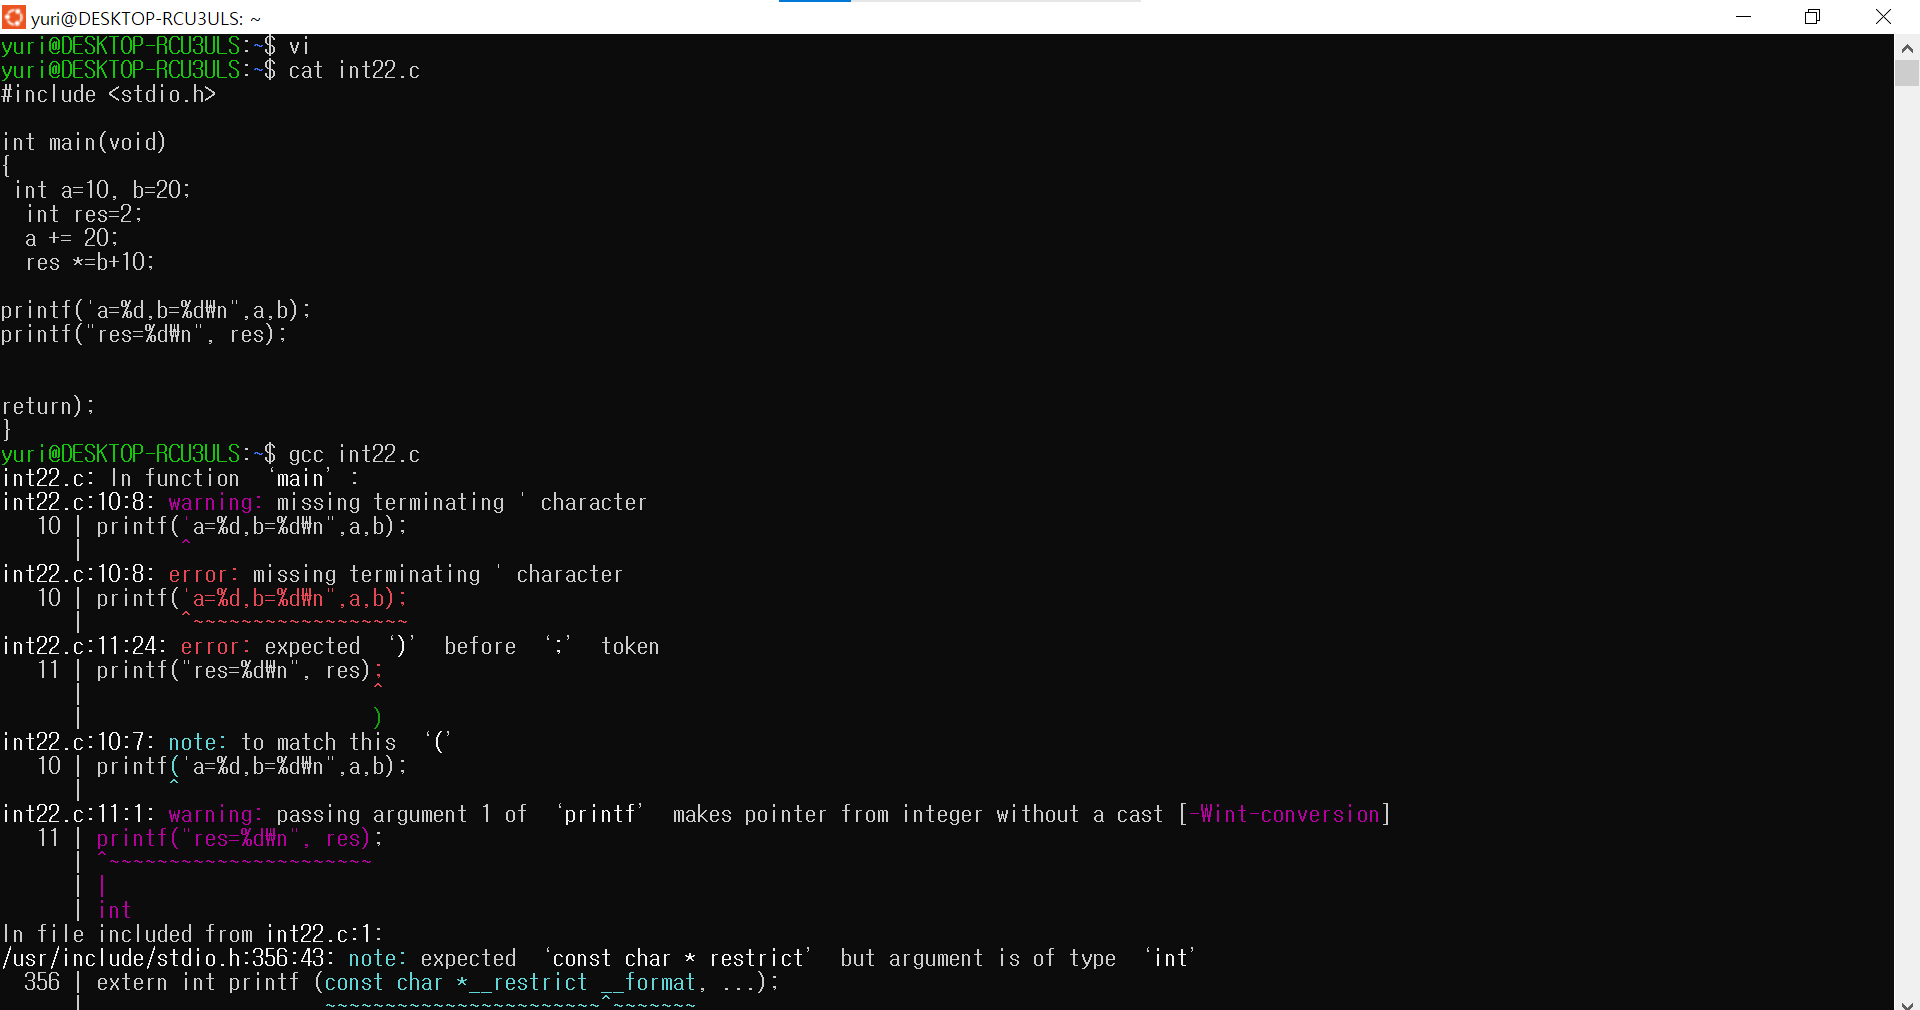 yuri@DESKTOP-RCU3ULS: ~
yuri@DESKTOP-RCU3ULS:~$ vi
yuri@DESKTOP-RCU3ULS:~$ cat int22.c
#include <stdio.h>
int main(void)
{
 int a=10, b=20;
  int res=2;
  a += 20;
  res *=b+10;
printf('a=%d,b=%d₩n",a,b);
printf("res=%d₩n", res);
return);
}
yuri@DESKTOP-RCU3ULS:~$ gcc int22.c
int22.c: In function ‘main’:
int22.c:10:8: warning: missing terminating ' character
   10 | printf('a=%d,b=%d₩n",a,b);
      |        ^
int22.c:10:8: error: missing terminating ' character
   10 | printf('a=%d,b=%d₩n",a,b);
      |        ^~~~~~~~~~~~~~~~~~~
int22.c:11:24: error: expected ‘)’ before ‘;’ token
   11 | printf("res=%d₩n", res);
      |                        ^
      |                        )
int22.c:10:7: note: to match this ‘(’
   10 | printf('a=%d,b=%d₩n",a,b);
      |       ^
int22.c:11:1: warning: passing argument 1 of ‘printf’ makes pointer from integer without a cast [-Wint-conversion]
   11 | printf("res=%d₩n", res);
      | ^~~~~~~~~~~~~~~~~~~~~~~
      | |
      | int
In file included from int22.c:1:
/usr/include/stdio.h:356:43: note: expected ‘const char * restrict’ but argument is of type ‘int’
  356 | extern int printf (const char *__restrict __format, ...);
      |                    ~~~~~~~~~~~~~~~~~~~~~~~^~~~~~~~